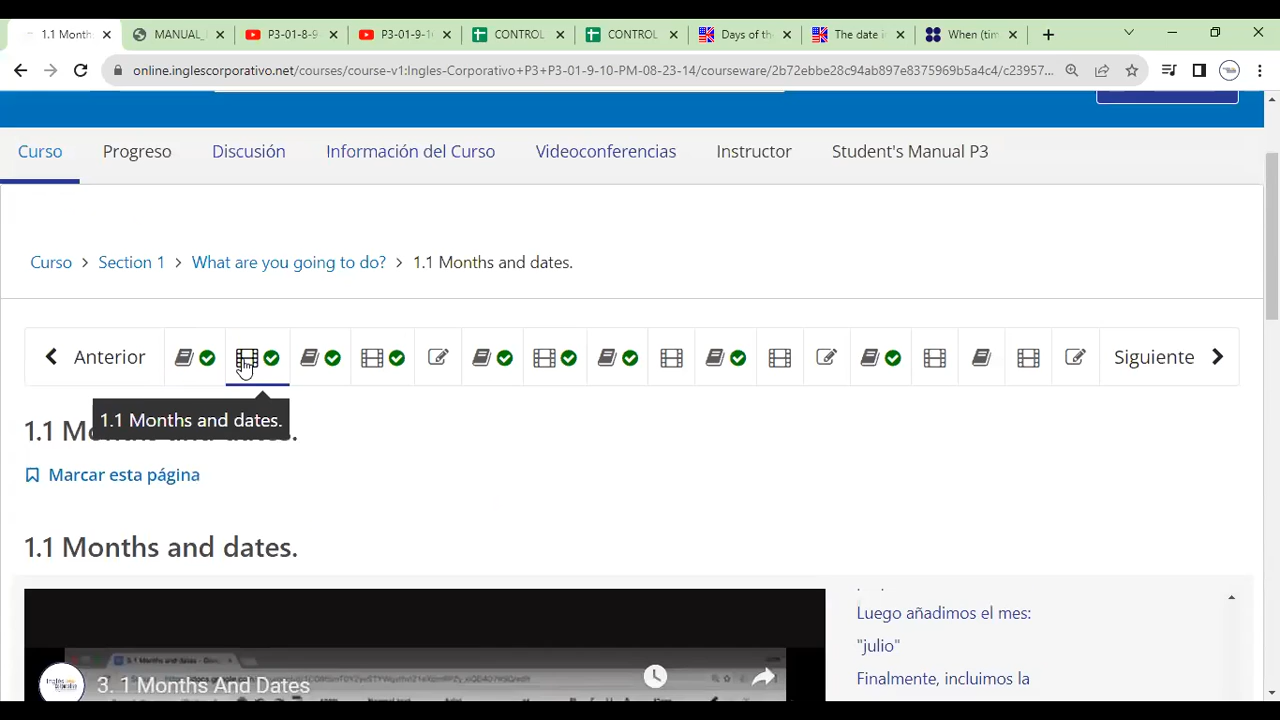 1.1 Month
MANUAL_
P3-01-8-9
P3-01-9-1
CONTROL
CONTROL
Days of th
The date i
When (tim
online.inglescorporativo.net/courses/course-v1:Ingles-Corporativo+P3+P3-01-9-10-PM-08-23-14/courseware/2b72ebbe28c94ab897e8375969b5a4c4/c23957...
Curso
Progreso
Discusión
Información del Curso
Videoconferencias
Instructor
Student's Manual P3
Curso > Section 1 > What are you going to do? > 1.1 Months and dates.
Anterior
Siguiente
1.1 Months and dates.
1.1 Months and dates.
Marcar esta página
1.1 Months and dates.
3. 1 Months And Dates
Luego añadimos el mes:
"julio"
Finalmente, incluimos la